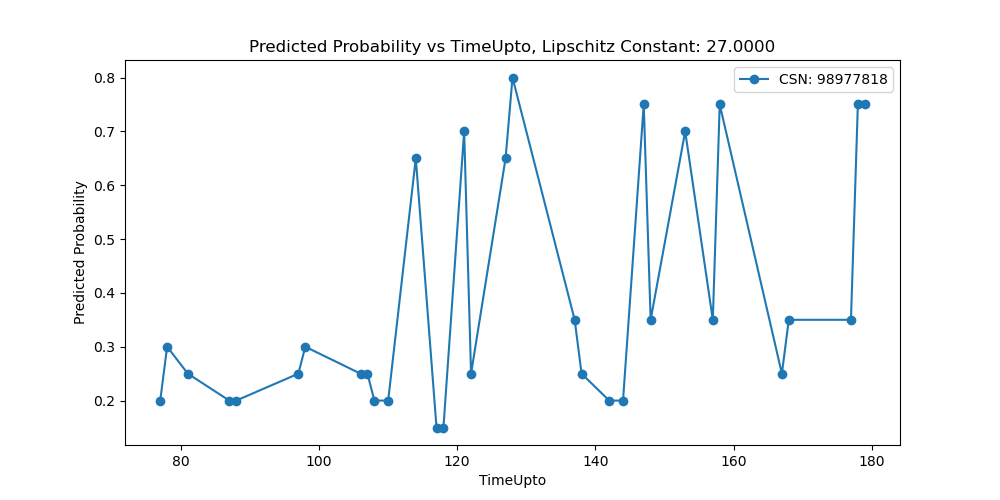 Predicted Probability vs TimeUpto, Lipschitz Constant: 27.0000
CSN: 98977818
Predicted Probability
0.8
0.7
0.6
0.5
0.4
0.3
0.2
80 100 120 140 160 180
TimeUpto